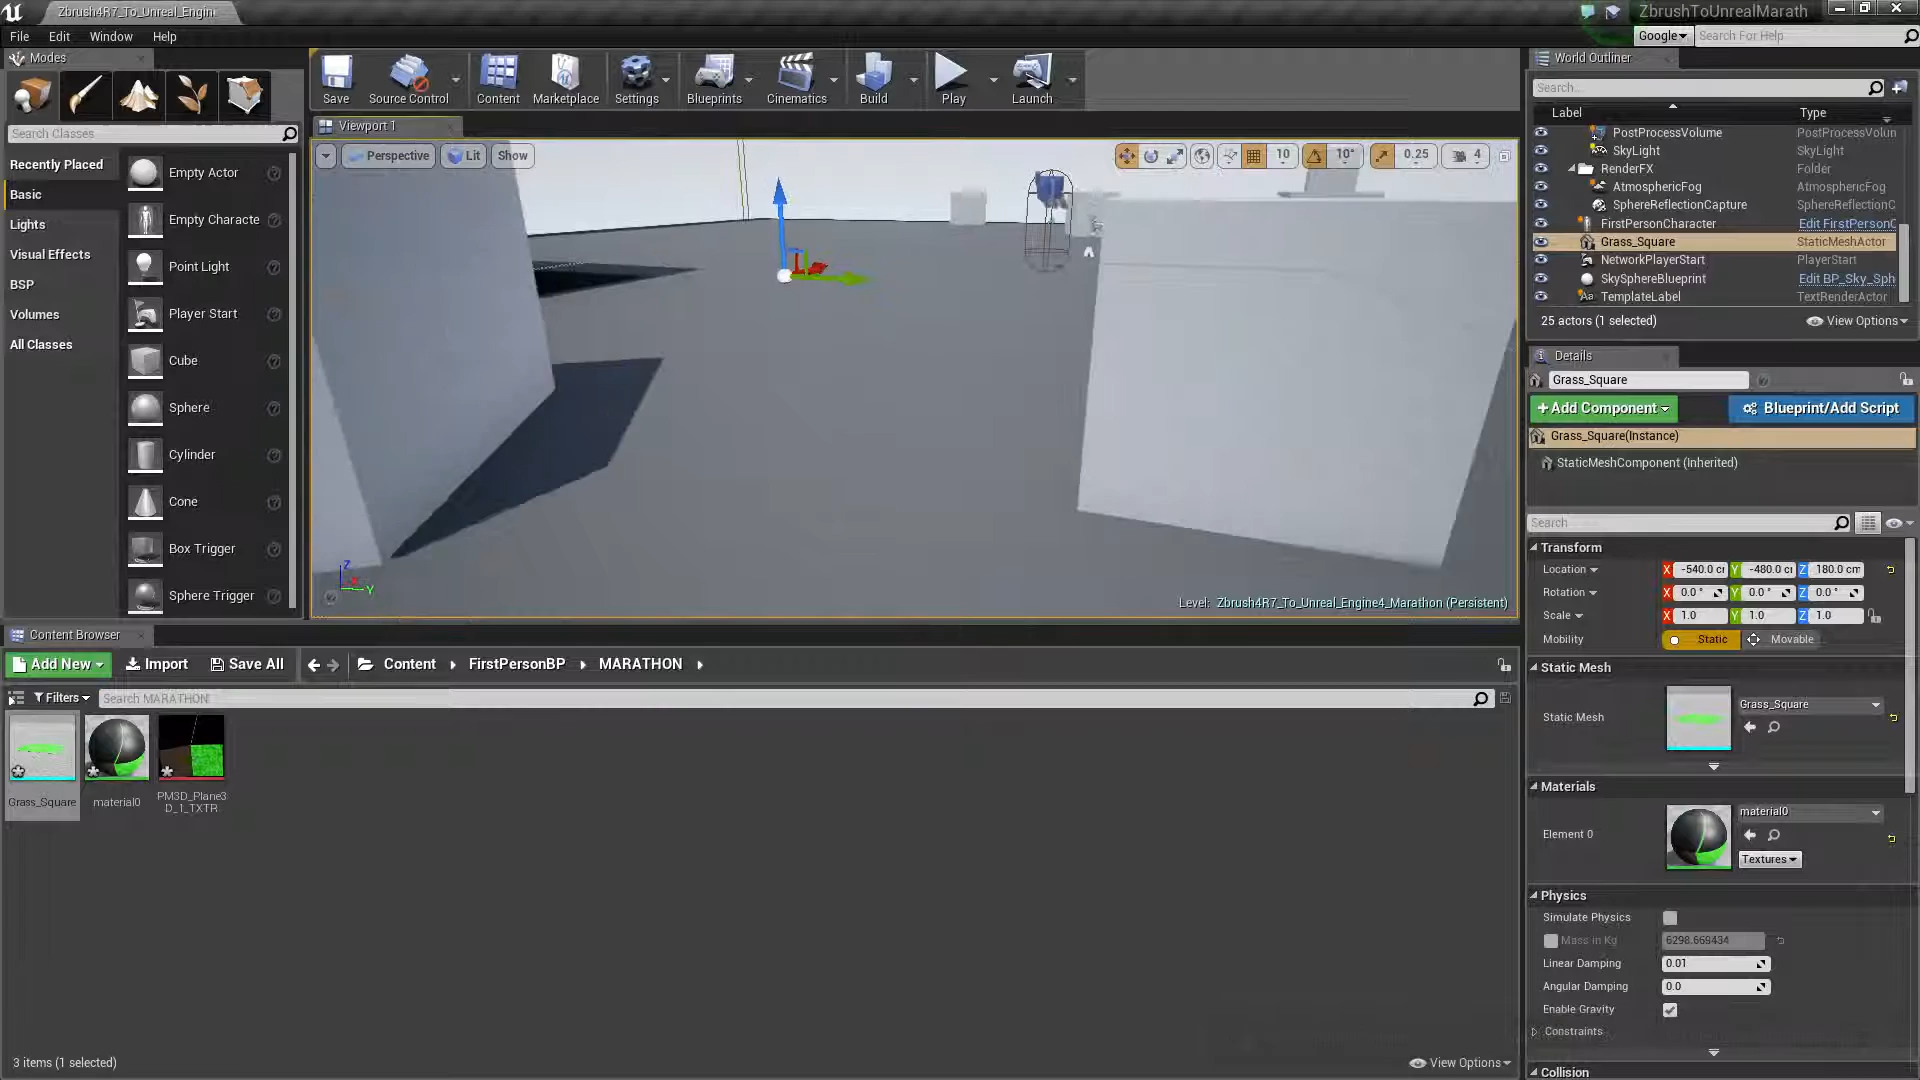 Zbrush4R7_To_Unreal_Engin
ZbrushToUnrealMarath
File Edit Window Help
Google Search For Help
Modes
Search Classes
Recently Placed
Basic
Lights
Visual Effects
BSP
Volumes
All Classes
Empty Actor
Empty Characte
Point Light
Player Start
Cube
Sphere
Cylinder
Cone
Box Trigger
Sphere Trigger
Save Source Control Content Marketplace Settings Blueprints Cinematics Build Play Launch
Viewport 1
Perspective Lit Show
10 10° 0.25 4
Z
X
Y
Level: Zbrush4R7_To_Unreal_Engine4_Marathon (Persistent)
World Outliner
Search...
Label Type
PostProcessVolume PostProcessVolun
SkyLight SkyLight
RenderFX Folder
AtmosphericFog AtmosphericFog
SphereReflectionCapture SphereReflectionC
FirstPersonCharacter Edit FirstPersonC
Grass_Square StaticMeshActor
NetworkPlayerStart PlayerStart
SkySphereBlueprint Edit BP_Sky_Sph
TemplateLabel TextRenderActor
25 actors (1 selected) View Options
Details
Grass_Square
+Add Component Blueprint/Add Script
Grass_Square(Instance)
StaticMeshComponent (Inherited)
Search
Transform
Location X -540.0 cm Y -480.0 cm Z 180.0 cm
Rotation X 0.0 ° Y 0.0 ° Z 0.0 °
Scale X 1.0 Y 1.0 Z 1.0
Mobility Static Movable
Static Mesh
Static Mesh Grass_Square
Materials
Element 0 material0
Textures
Physics
Simulate Physics
Mass in Kg 6298.669434
Linear Damping 0.01
Angular Damping 0.0
Enable Gravity
Constraints
Collision
Content Browser
Add New Import Save All Content FirstPersonBP MARATHON
Filters Search MARATHON
Grass_Square
material0
PM3D_Plane3
D_1_TXTR
3 items (1 selected) View Options